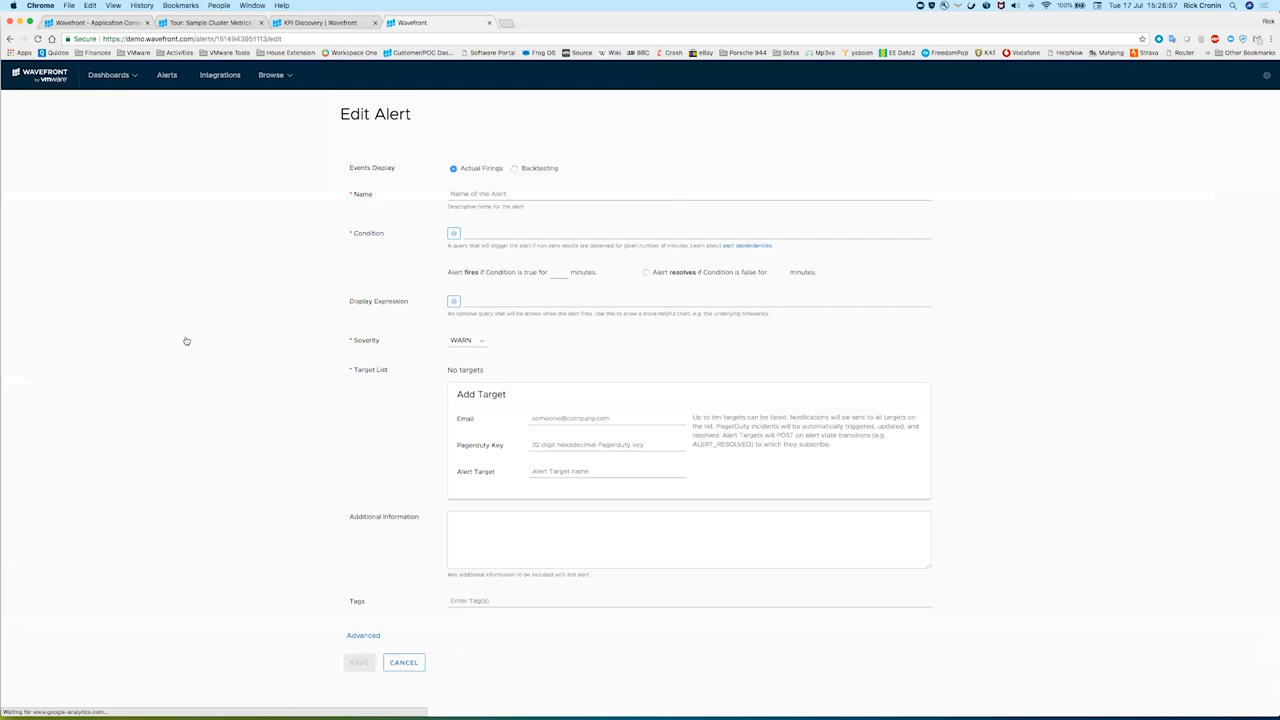 Chrome File Edit View History Bookmarks People Window Help 100% Tue 17 Jul 15:26:57 Rick Cronin
Wavefront - Application Conte Tour: Sample Cluster Metrics KPI Discovery | Wavefront Wavefront Rick
Secure https://demo.wavefront.com/alerts/1514943951113/edit
Apps Quidco Finances VMware Activities VMware House Extension Workspace One Customer/POC Das... Software Portal Frog OS Source Wiki BBC Crash eBay Porsche 944 Sofas Mp3va yaboon EE Datz2 FreedomPop KAT Vodafone HelpNow Mahjong Strava Router » Other Bookmarks
WAVEFRONT by vmware Dashboards Alerts Integrations Browse
Edit Alert
Events Display Actual Firings Backtesting
* Name Name of the Alert
Descriptive name for the alert
* Condition
A query that will trigger the alert if non-zero results are observed for given number of minutes. Learn about alert dependencies.
Alert fires if Condition is true for minutes. Alert resolves if Condition is false for minutes.
Display Expression
An optional query that will be shown when the alert fires. Use this to show a more helpful chart, e.g. the underlying timeseries.
* Severity WARN
* Target List No targets
Add Target
Email someone@company.com
Pagerduty Key 32 digit hexadecimal Pagerduty key
Alert Target Alert Target name
Up to ten targets can be listed. Notifications will be sent to all targets on
the list. PagerDuty incidents will be automatically triggered, updated, and
resolved. Alert Targets will POST on alert state transitions (e.g.
ALERT_RESOLVED) to which they subscribe.
Additional Information
Any additional information to be included with this alert.
Tags Enter Tag(s)
Advanced
SAVE CANCEL
Waiting for www.google-analytics.com...